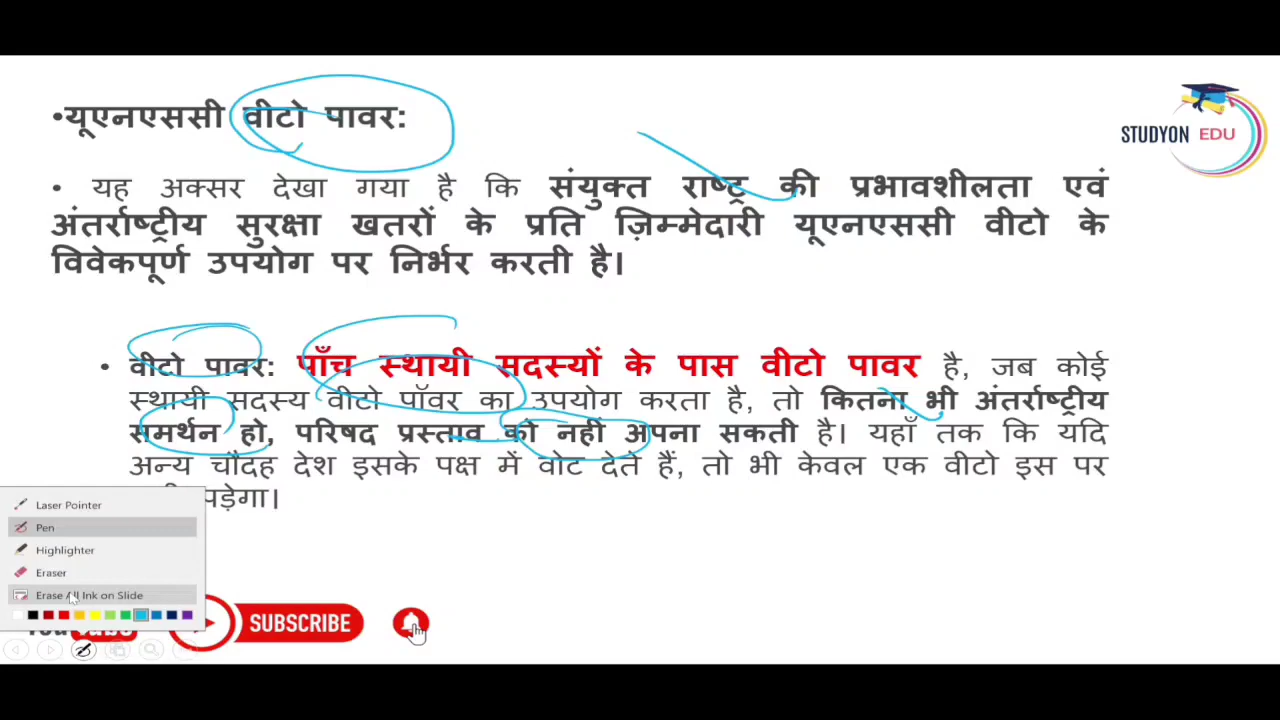 •यूएनएससी वीटो पावर:
STUDYON EDU
• यह अक्सर देखा गया है कि संयुक्त राष्ट्र की प्रभावशीलता एवं
अंतर्राष्ट्रीय सुरक्षा खतरों के प्रति ज़िम्मेदारी यूएनएससी वीटो के
विवेकपूर्ण उपयोग पर निर्भर करती है।
• वीटो पावर: पाँच स्थायी सदस्यों के पास वीटो पावर है, जब कोई
स्थायी सदस्य वीटो पॉवर का उपयोग करता है, तो कितना भी अंतर्राष्ट्रीय
समर्थन हो, परिषद प्रस्ताव को नहीं अपना सकती है। यहाँ तक कि यदि
अन्य चौदह देश इसके पक्ष में वोट देते हैं, तो भी केवल एक वीटो इस पर
पड़ेगा।
Laser Pointer
Pen
Highlighter
Eraser
Erase All Ink on Slide
SUBSCRIBE